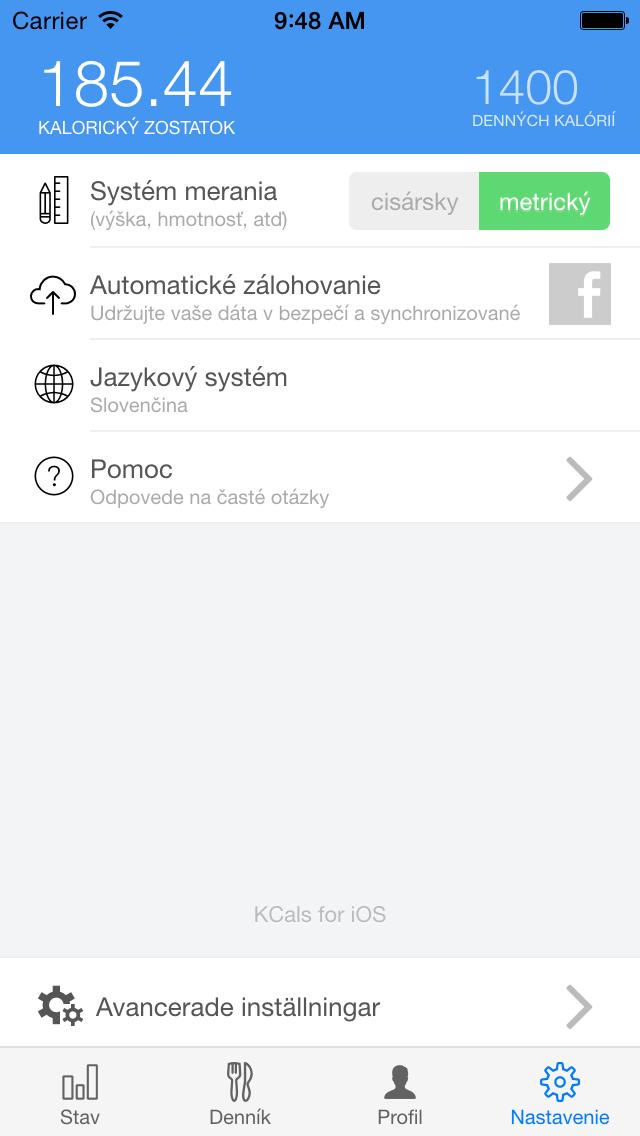 Carrier 9:48 AM
185.44 1400
KALORICKÝ ZOSTATOK DENNÝCH KALÓRIÍ
Systém merania
(výška, hmotnosť, atd)
cisársky metrický
Automatické zálohovanie
Udržujte vaše dáta v bezpečí a synchronizované
f
Jazykový systém
Slovenčina
?
Pomoc
Odpovede na časté otázky
KCals for iOS
Avancerade inställningar
Stav Denník Profil Nastavenie